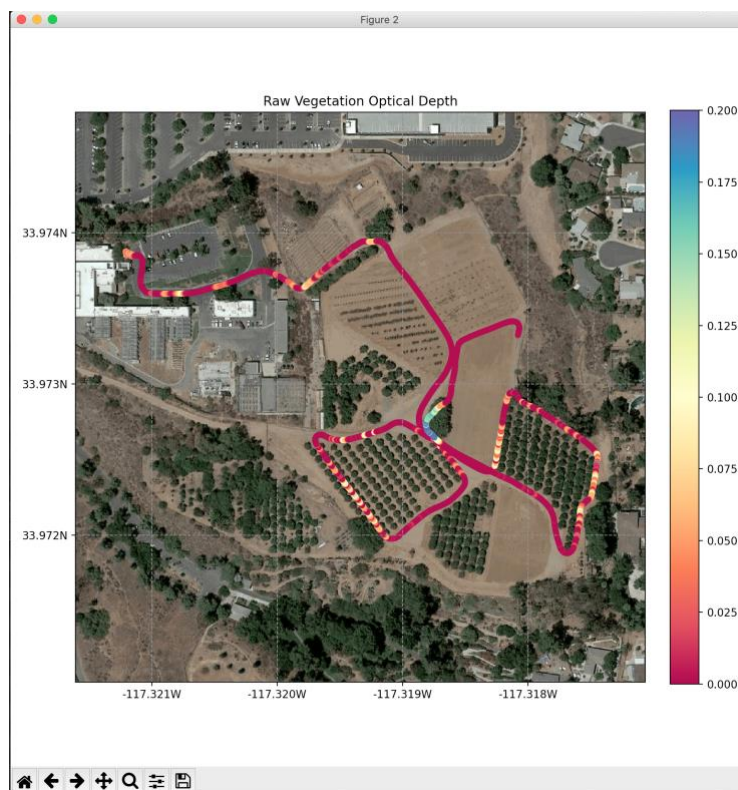 Figure 2
Raw Vegetation Optical Depth
33.974N
33.973N
33.972N
-117.321W
-117.320W
-117.319W
-117.318W
0.200
0.175
0.150
0.125
0.100
0.075
0.050
0.025
0.000